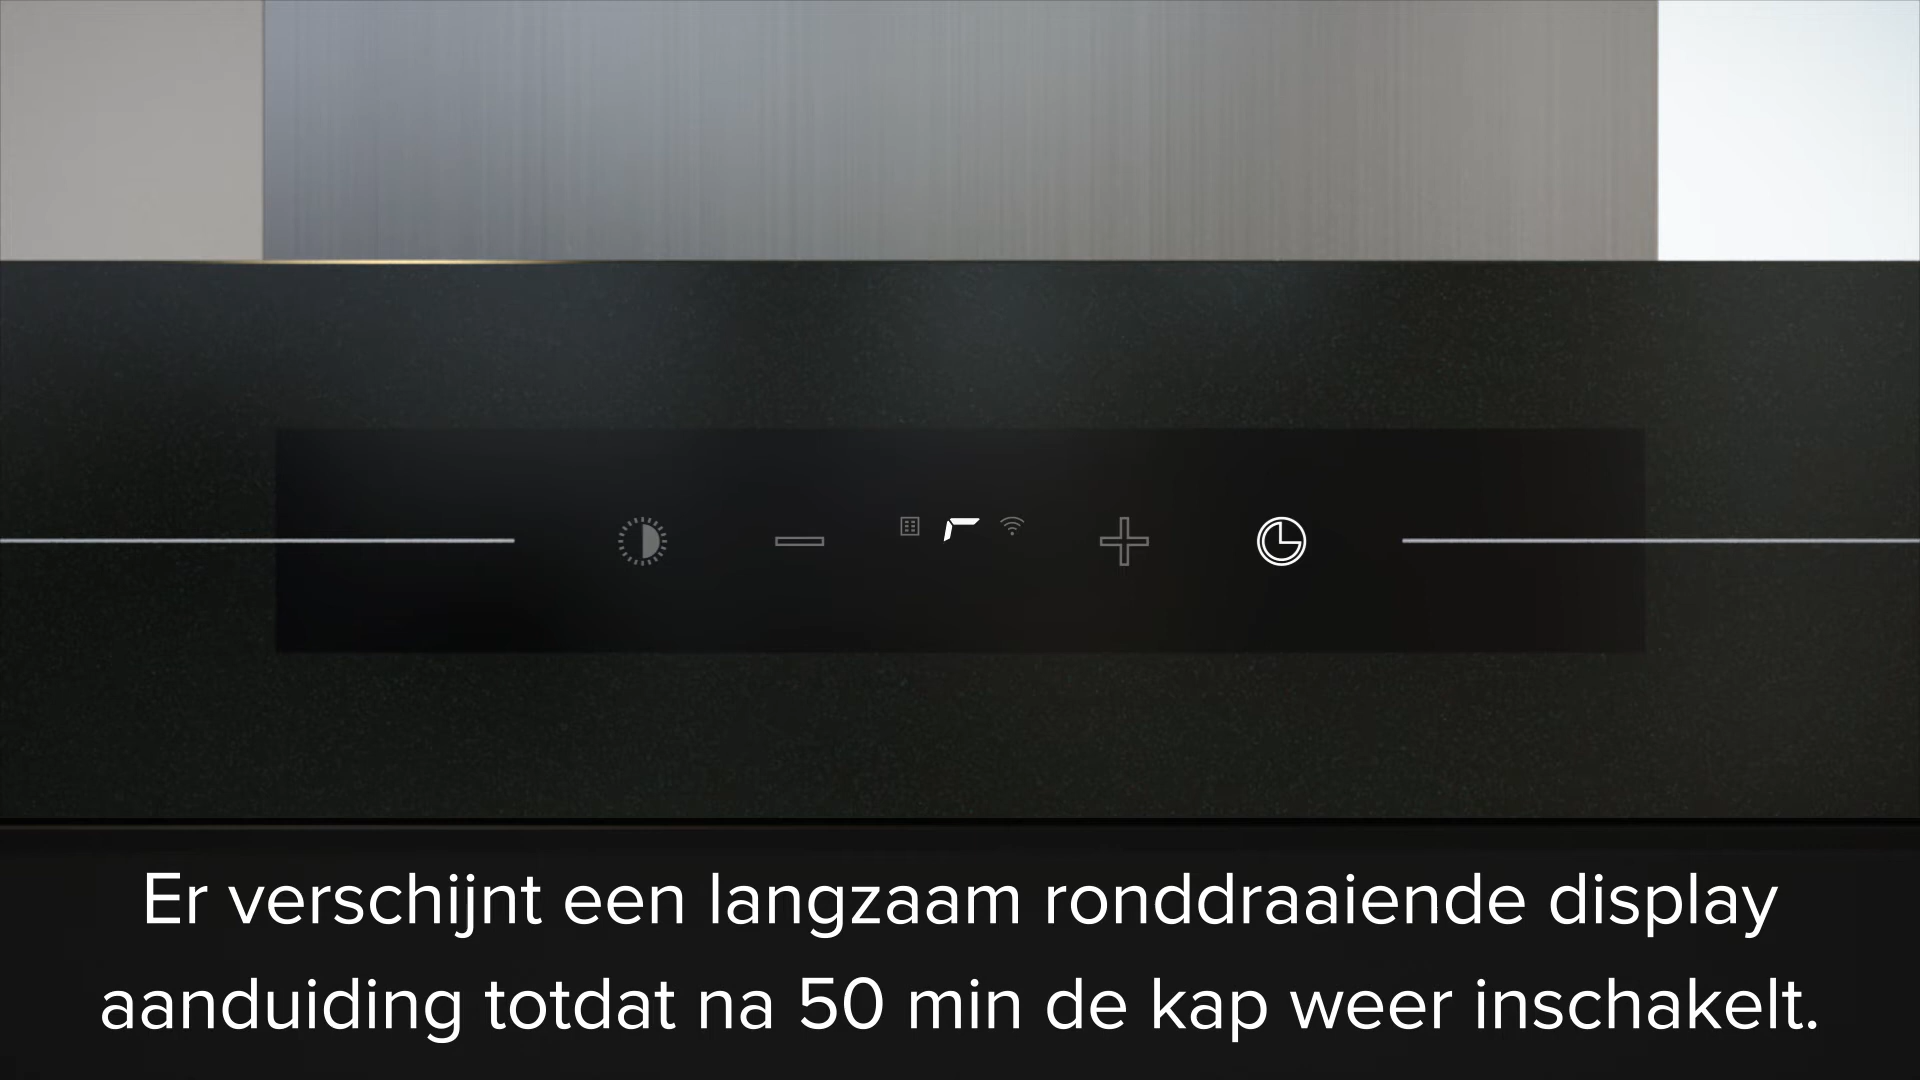 Er verschijnt een langzaam ronddraaiende display
aanduiding totdat na 50 min de kap weer inschakelt.